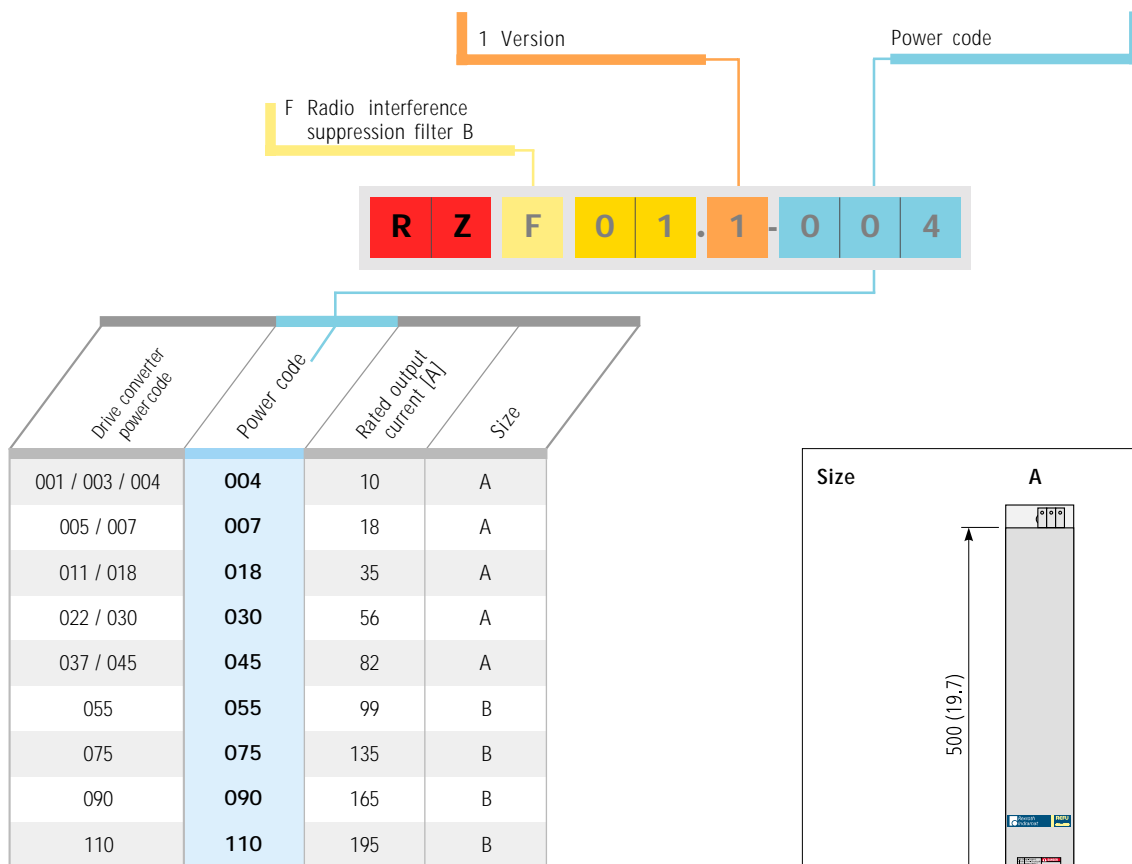 1 Version
Power code
F Radio interference
suppression filter B
R Z F 0 1 . 1 - 0 0 4
Drive converter
power code
Power code
Rated output
current [A]
Size
001 / 003 / 004 004 10 A
005 / 007 007 18 A
011 / 018 018 35 A
022 / 030 030 56 A
037 / 045 045 82 A
055 055 99 B
075 075 135 B
090 090 165 B
110 110 195 B
Size A
500 (19.7)
Rexroth
Indramat